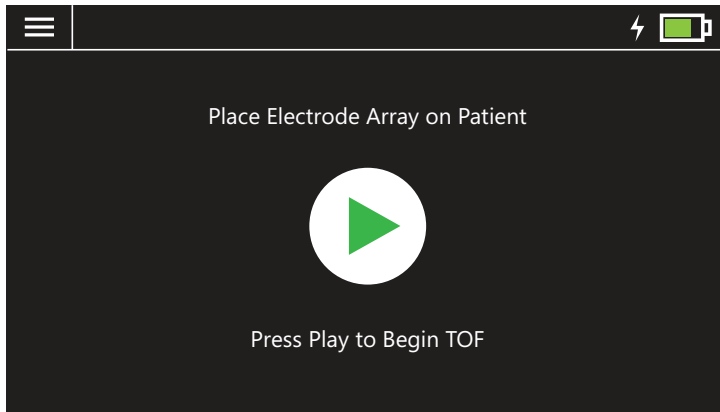 Place Electrode Array on Patient
Press Play to Begin TOF